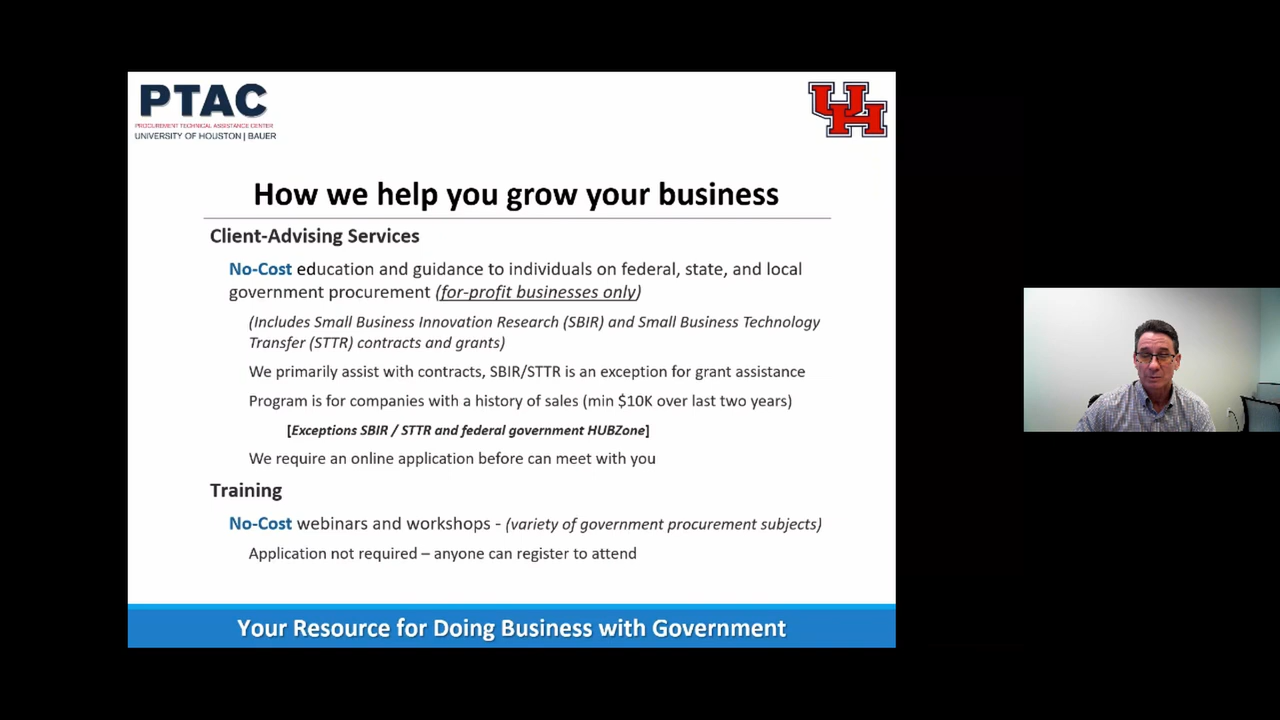 PTAC
PROCUREMENT TECHNICAL ASSISTANCE CENTER
UNIVERSITY OF HOUSTON | BAUER
UH
How we help you grow your business
Client-Advising Services
No-Cost education and guidance to individuals on federal, state, and local
government procurement (for-profit businesses only)
(Includes Small Business Innovation Research (SBIR) and Small Business Technology
Transfer (STTR) contracts and grants)
We primarily assist with contracts, SBIR/STTR is an exception for grant assistance
Program is for companies with a history of sales (min $10K over last two years)
[Exceptions SBIR / STTR and federal government HUBZone]
We require an online application before can meet with you
Training
No-Cost webinars and workshops - (variety of government procurement subjects)
Application not required – anyone can register to attend
Your Resource for Doing Business with Government